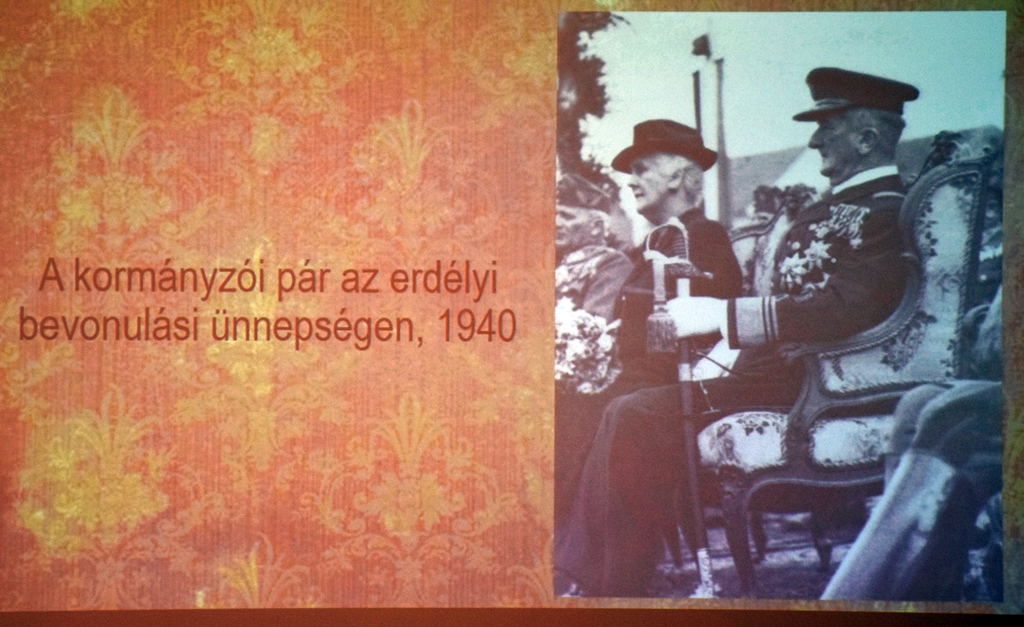 A kormányzói pár az erdélyi
bevonulási ünnepségen, 1940